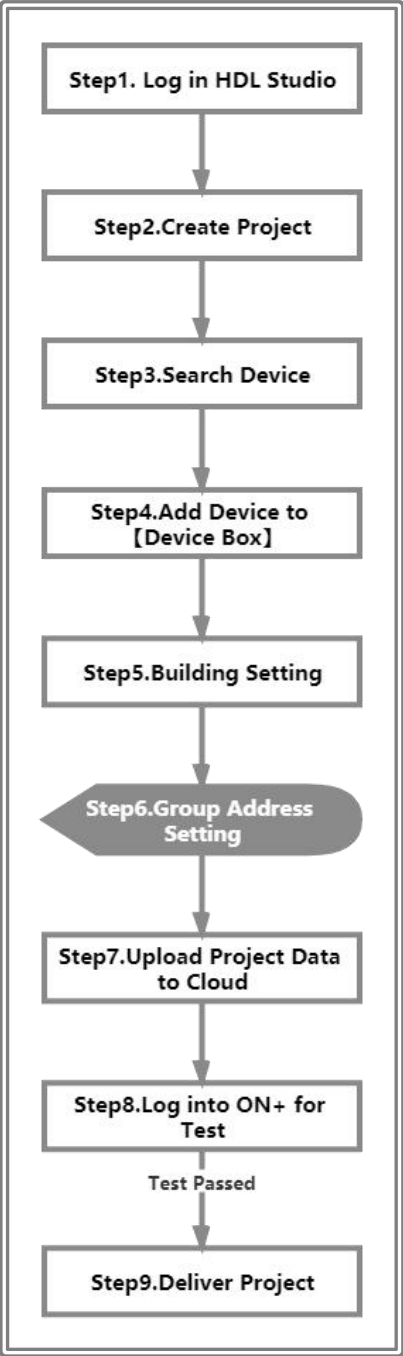 Step1. Log in HDL Studio
Step2.Create Project
Step3.Search Device
Step4.Add Device to
【Device Box】
Step5.Building Setting
Step6.Group Address
Setting
Step7.Upload Project Data
to Cloud
Step8.Log into ON+ for
Test
Test Passed
Step9.Deliver Project